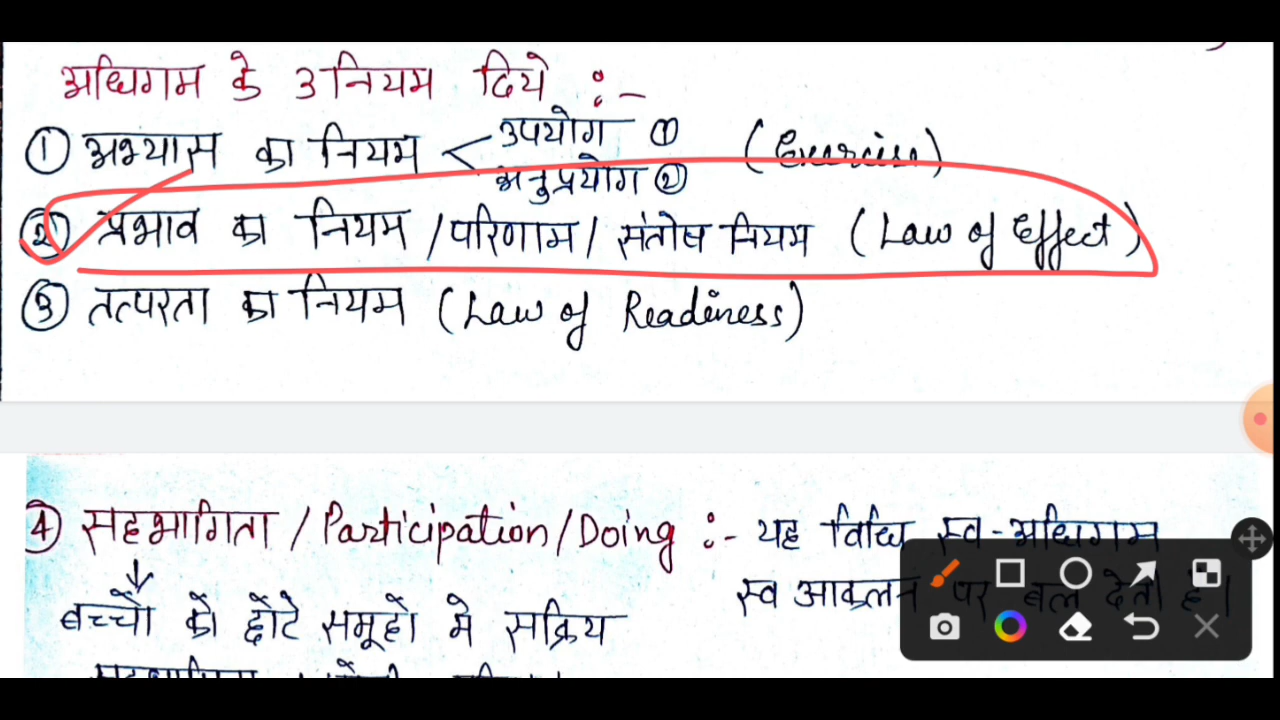 अधिगम के 3 नियम दिये :-
① अभ्यास का नियम < उपयोग ① (Exercise)
अनुप्रयोग ②
② प्रभाव का नियम / परिणाम / संतोष नियम (Law of Effect)
③ तत्परता का नियम (Law of Readiness)
④ सहभागिता / Participation / Doing :- यह विधि स्व-अधिगम
स्व आकलन पर बल देती है।
बच्चों को छोटे समूहों मे सक्रिय